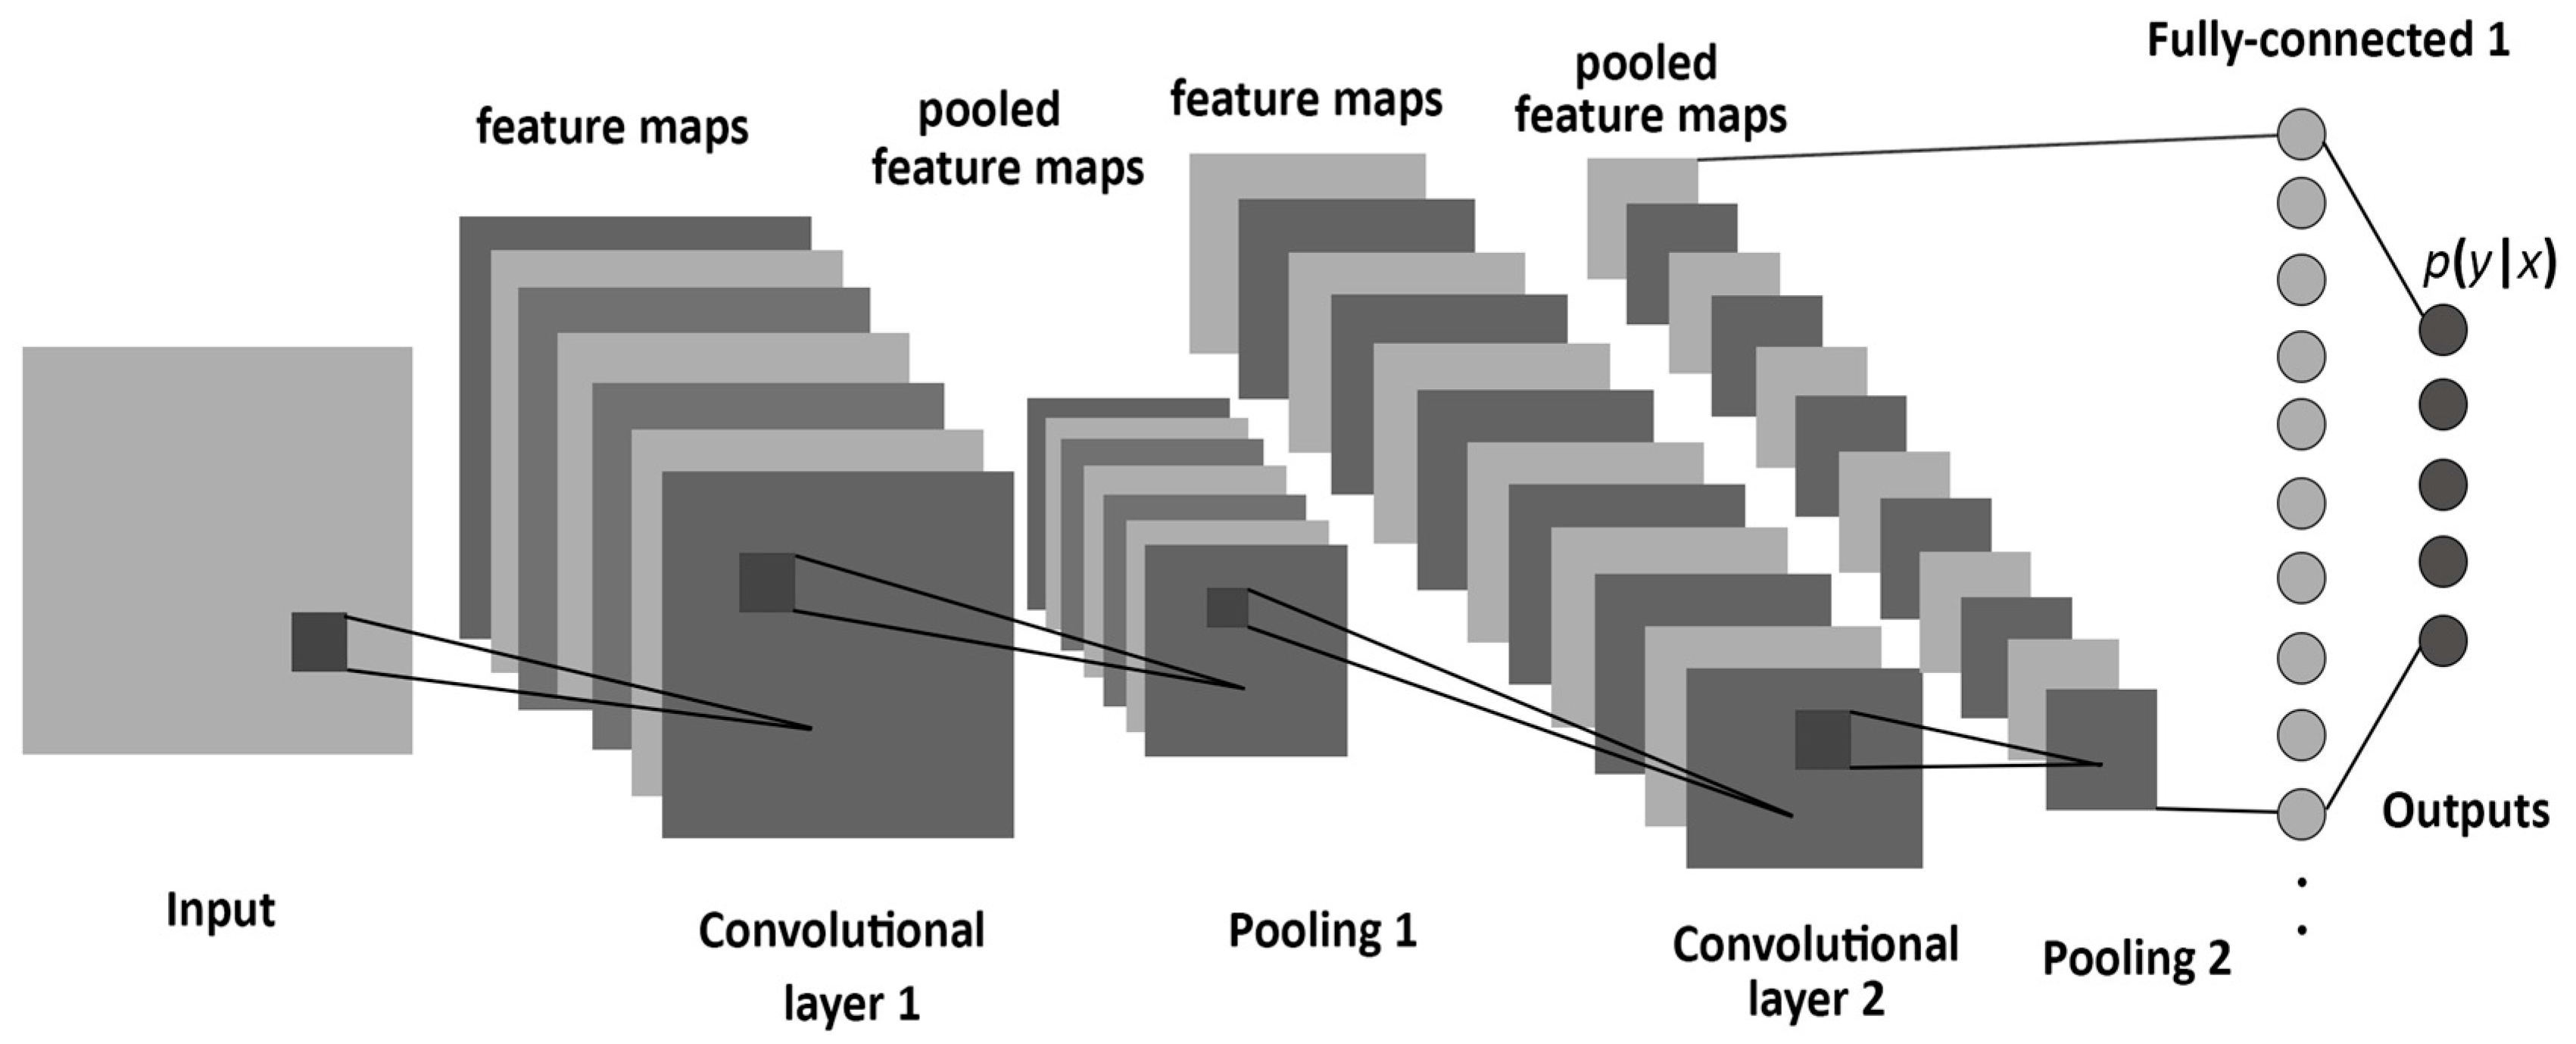 Fully-connected 1
feature maps
pooled
feature maps
feature maps
pooled
feature maps
p(y|x)
Outputs
Input
Convolutional
layer 1
Pooling 1
Convolutional
layer 2
Pooling 2